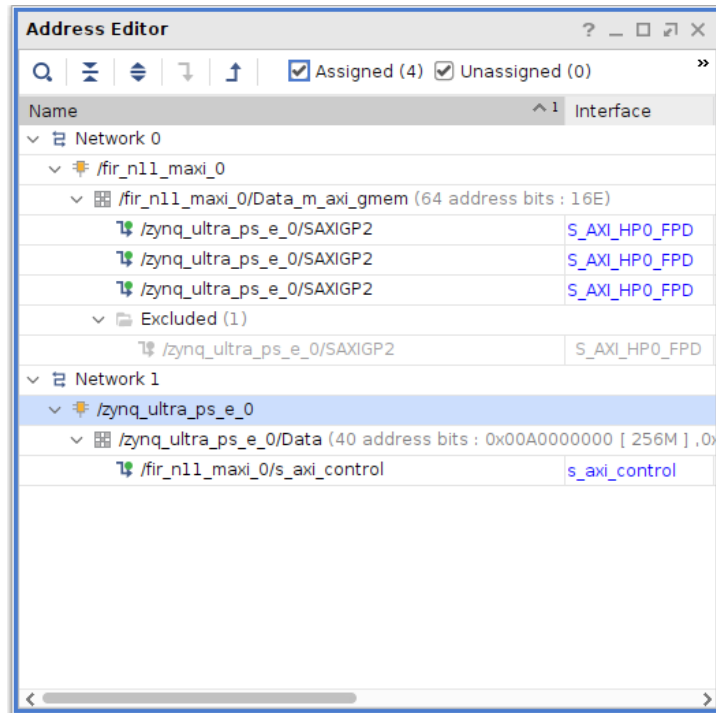 Address Editor ? _
» Assigned (4) Unassigned (0)
Name 1 Interface
Network 0
/fir_n11_maxi_0
/fir_n11_maxi_0/Data_m_axi_gmem (64 address bits : 16E)
/zynq_ultra_ps_e_0/SAXIGP2 S_AXI_HP0_FPD
/zynq_ultra_ps_e_0/SAXIGP2 S_AXI_HP0_FPD
/zynq_ultra_ps_e_0/SAXIGP2 S_AXI_HP0_FPD
Excluded (1)
/zynq_ultra_ps_e_0/SAXIGP2 S_AXI_HP0_FPD
Network 1
/zynq_ultra_ps_e_0
/zynq_ultra_ps_e_0/Data (40 address bits : 0x00A0000000 [ 256M ] ,0x
/fir_n11_maxi_0/s_axi_control s_axi_control